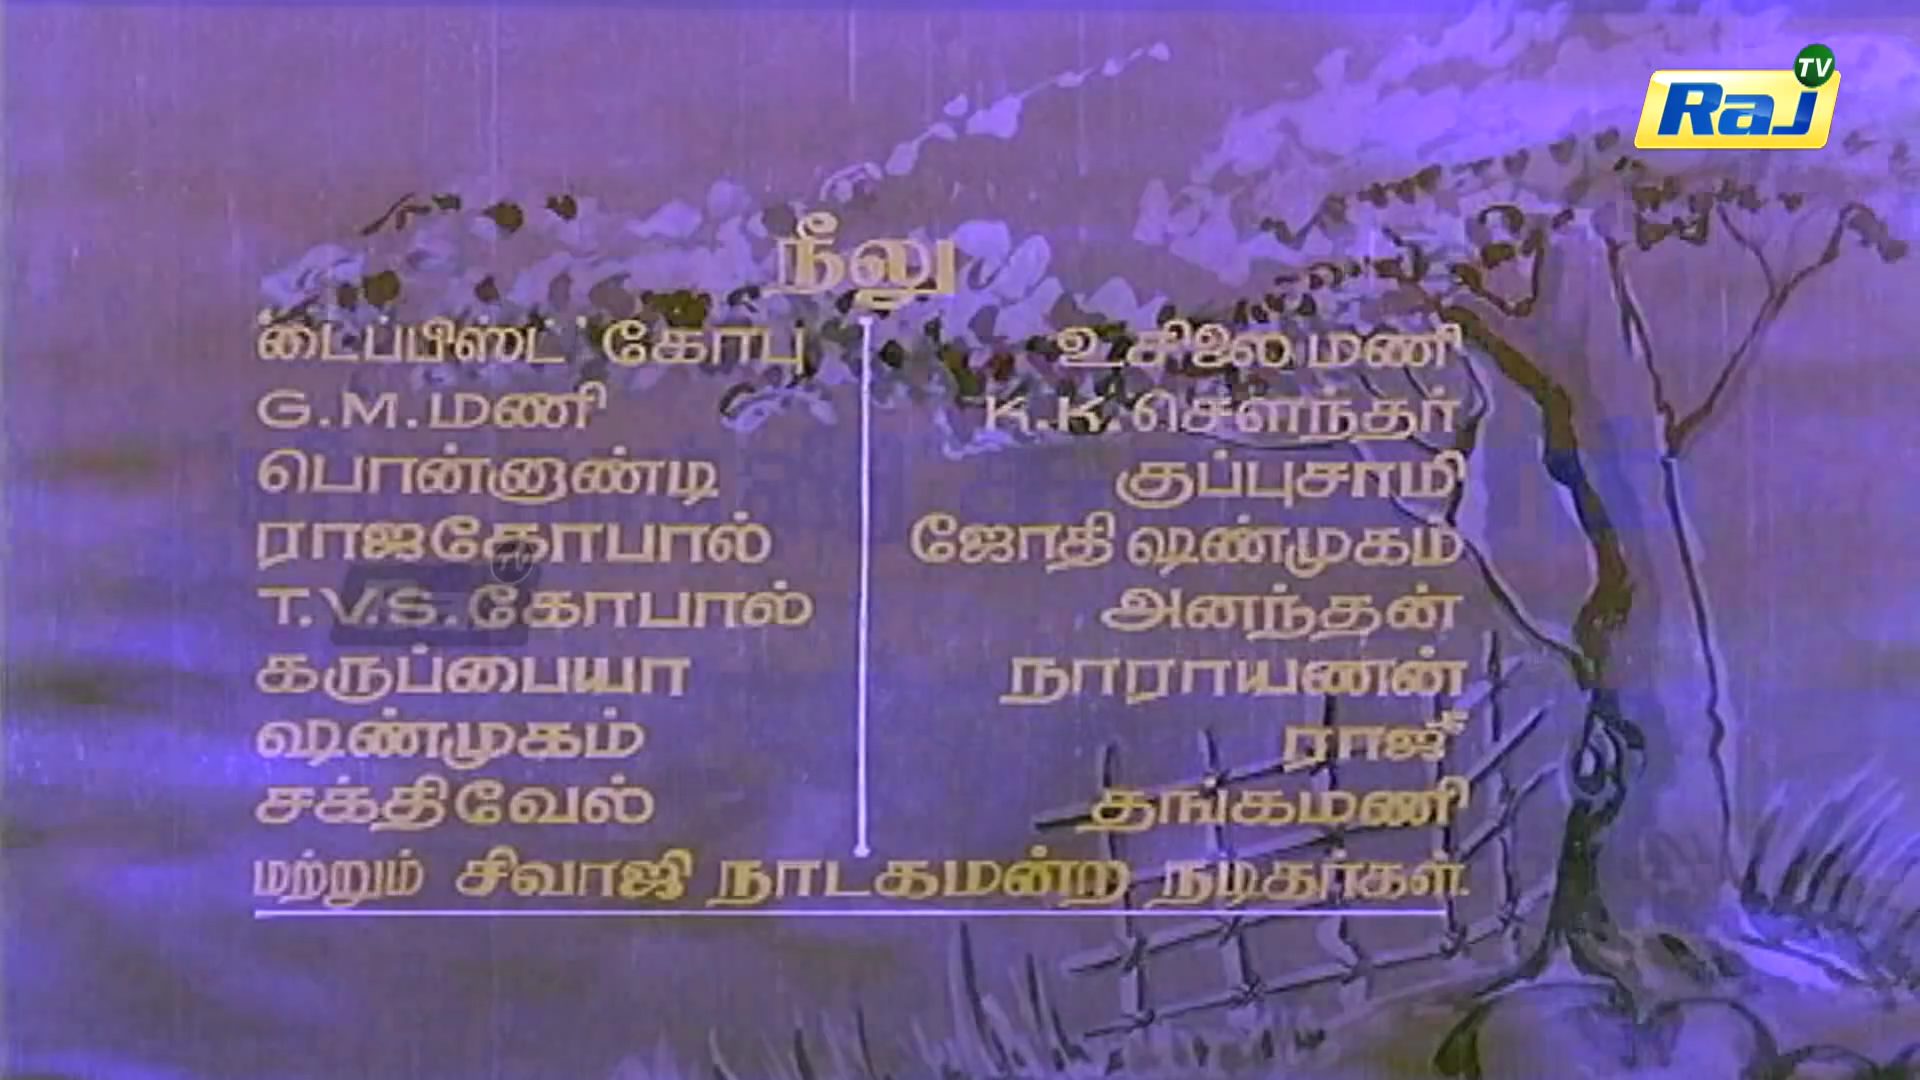 Raj TV
நீலு
'டைப்பிஸ்ட்' கோபு
உசிலைமணி
G.M.மணி
K.K.சௌந்தர்
பொன்னுண்டி
குப்புசாமி
ராஜகோபால்
ஜோதி ஷண்முகம்
T.V.S.கோபால்
அனந்தன்
கருப்பையா
நாராயணன்
ஷண்முகம்
ராஜ்
சக்திவேல்
தங்கமணி
மற்றும் சிவாஜி நாடகமன்ற நடிகர்கள்.